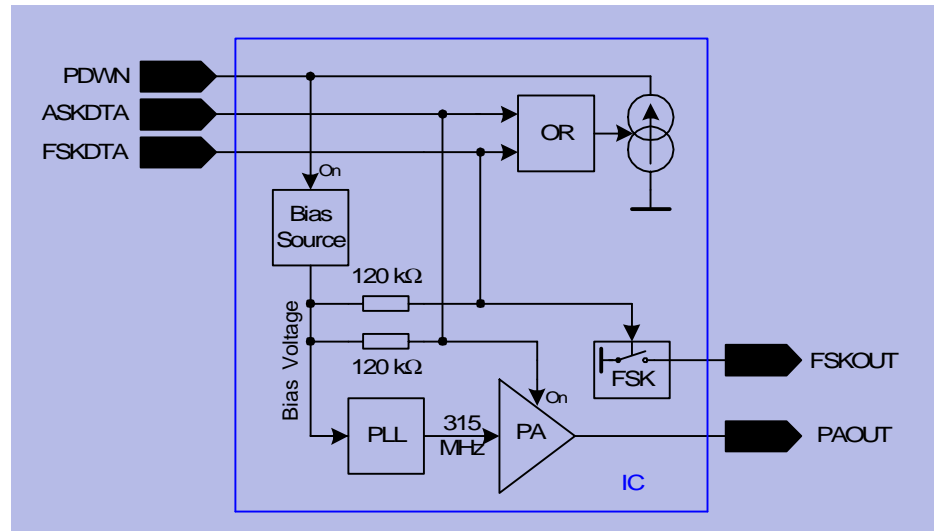 PDWN
ASKDTA
FSKDTA
OR
On
Bias
Source
120 kΩ
Bias Voltage
120 kΩ
FSK
FSKOUT
On
PLL
315
MHz
PA
PAOUT
IC